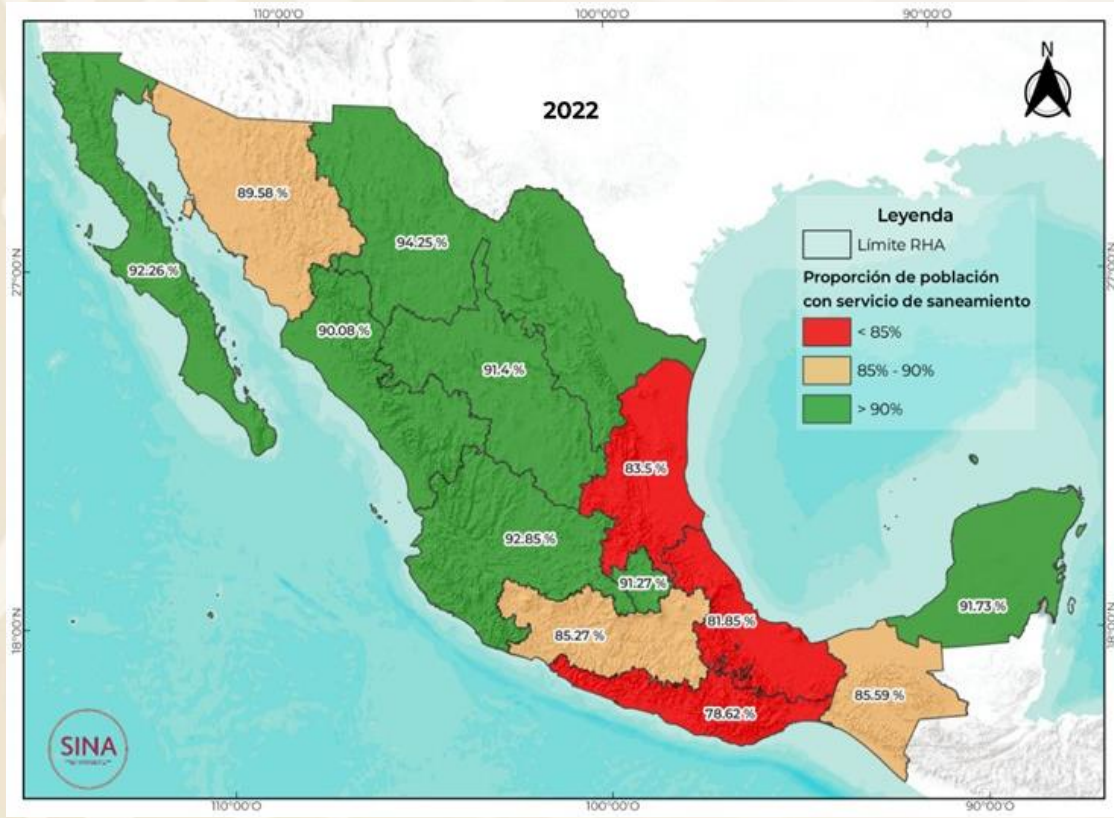 110°00'O
100°00'O
90°00'O
N
2022
89.58 %
Leyenda
94.25 %
Límite RHA
27°00'N
92.26 %
27°00'N
Proporción de población
con servicio de saneamiento
90.08 %
< 85%
91.4 %
85% - 90%
> 90%
83.5 %
92.85 %
91.27 %
91.73 %
18°00'N
81.85 %
18°00'N
85.27 %
85.59 %
78.62 %
SINA
110°00'O
100°00'O
90°00'O